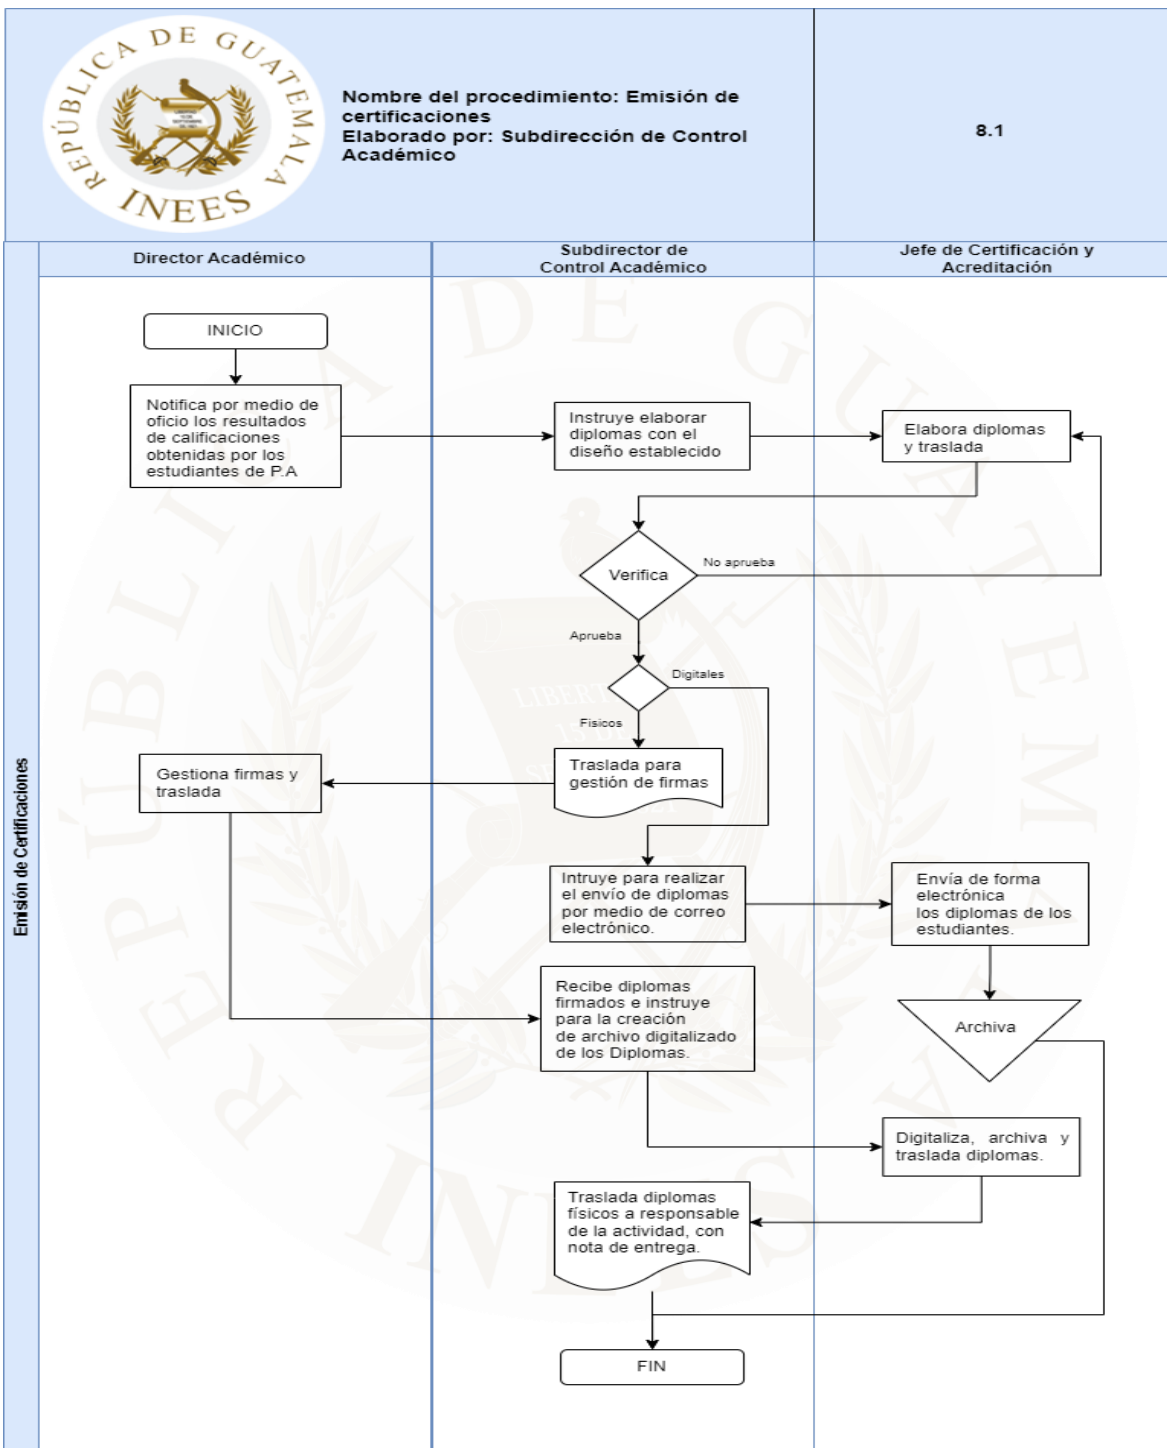 REPÚBLICA DE GUATEMALA
INEES
Nombre del procedimiento: Emisión de
certificaciones
Elaborado por: Subdirección de Control
Académico
8.1
Director Académico
Subdirector de
Control Académico
Jefe de Certificación y
Acreditación
Emisión de Certificaciones
INICIO
Notifica por medio de
oficio los resultados
de calificaciones
obtenidas por los
estudiantes de P.A
Instruye elaborar
diplomas con el
diseño establecido
Elabora diplomas
y traslada
Verifica
No aprueba
Aprueba
Digitales
Fisicos
Traslada para
gestión de firmas
Gestiona firmas y
traslada
Intruye para realizar
el envío de diplomas
por medio de correo
electrónico.
Envía de forma
electrónica
los diplomas de los
estudiantes.
Recibe diplomas
firmados e instruye
para la creación
de archivo digitalizado
de los Diplomas.
Archiva
Digitaliza, archiva y
traslada diplomas.
Traslada diplomas
físicos a responsable
de la actividad, con
nota de entrega.
FIN
REPÚBLICA DE GUATEMALA
INEES